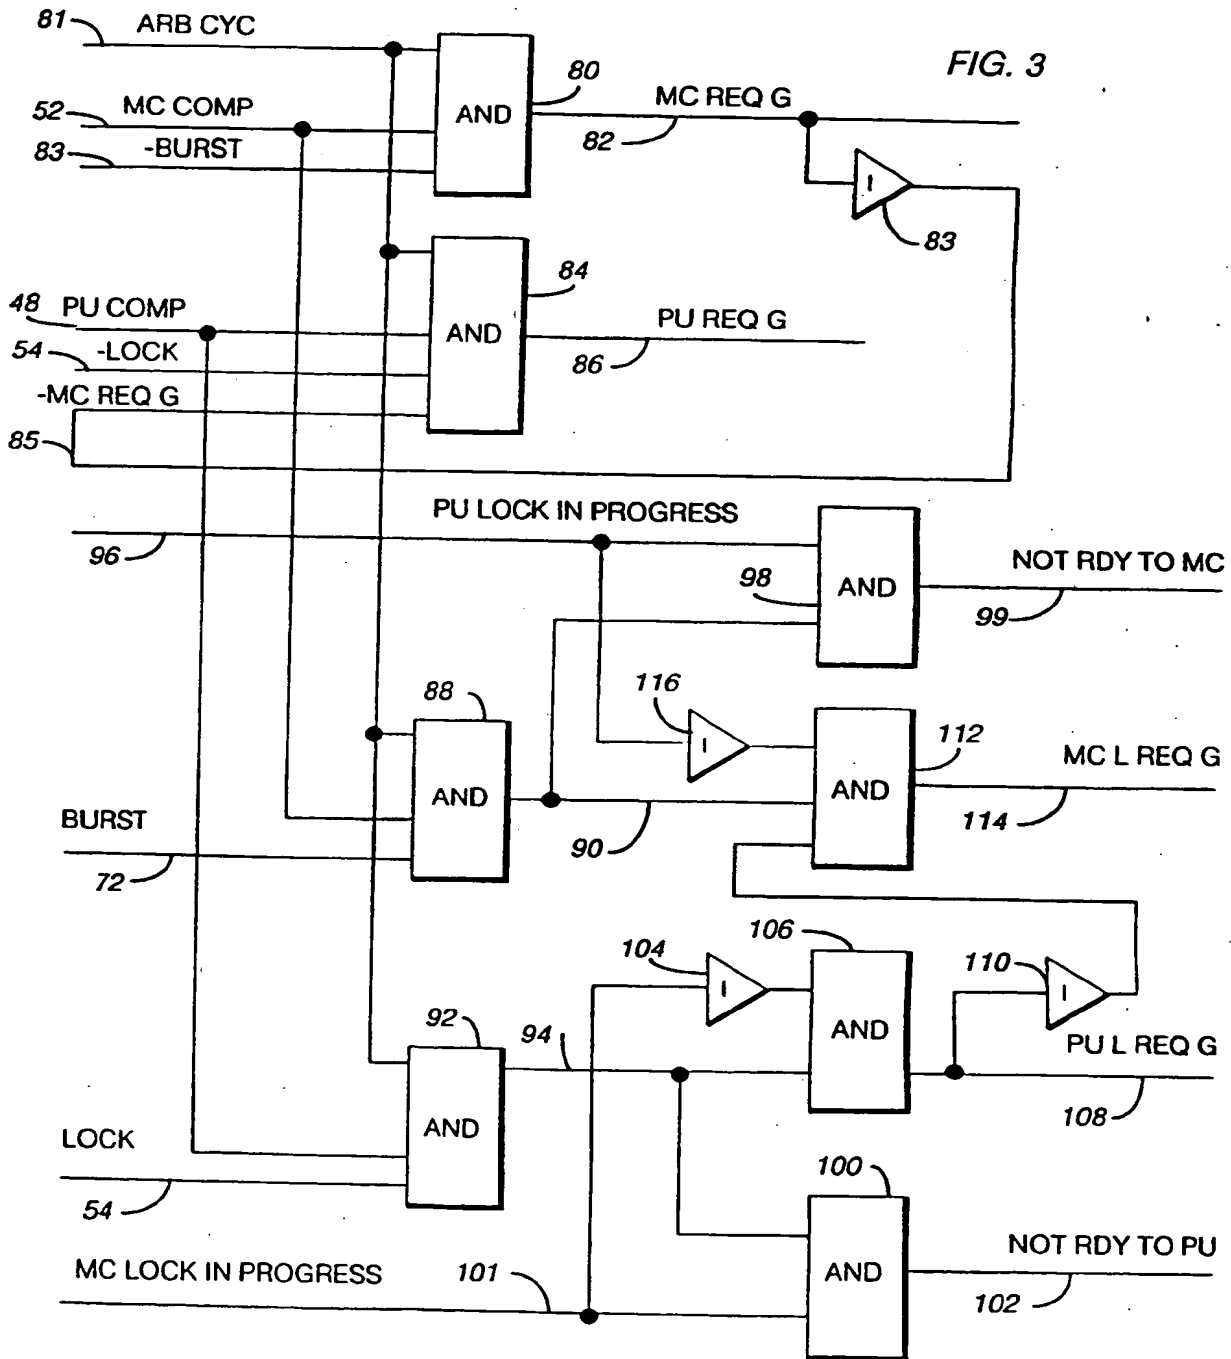 81
ARB CYC
FIG. 3
80
52
MC COMP
AND
MC REQ G
83
-BURST
82
I
83
84
48
PU COMP
AND
PU REQ G
54
-LOCK
86
-MC REQ G
85
PU LOCK IN PROGRESS
96
98
AND
NOT RDY TO MC
99
88
116
I
112
AND
AND
MC L REQ G
BURST
90
114
72
106
104
I
110
I
92
94
AND
PU L REQ G
108
AND
LOCK
100
54
NOT RDY TO PU
MC LOCK IN PROGRESS
101
AND
102